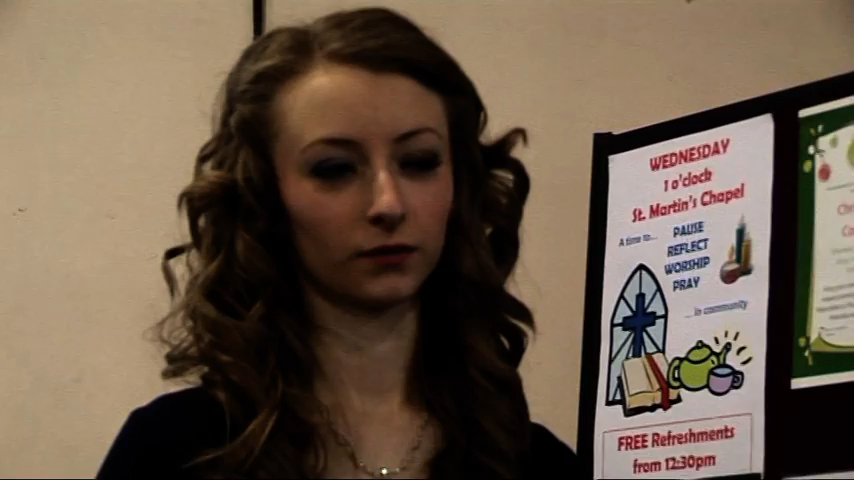 WEDNESDAY
1 o'clock
St. Martin's Chapel
A time to... PAUSE
REFLECT
WORSHIP
PRAY
... in community
FREE Refreshments
from 12:30pm